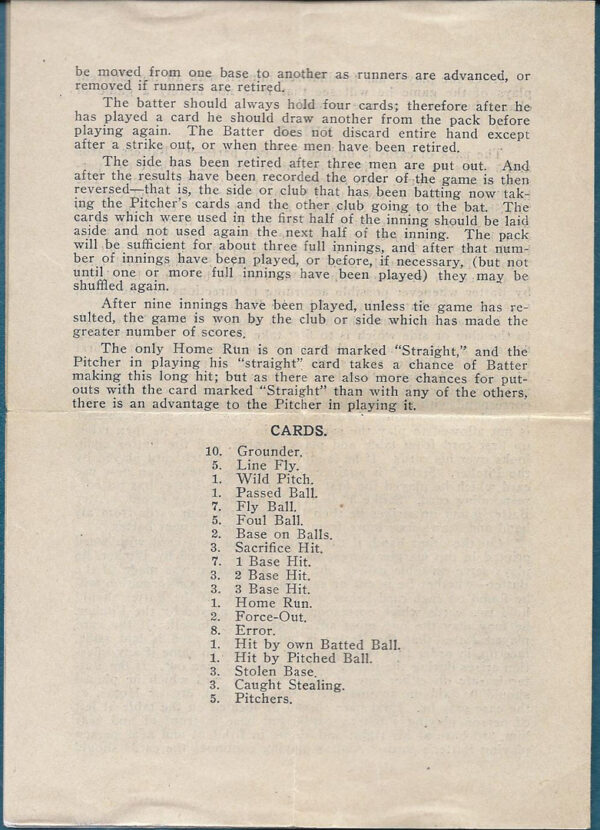 be moved from one base to another as runners are advanced, or
removed if runners are retired.
The batter should always hold four cards; therefore after he
has played a card he should draw another from the pack before
playing again. The Batter does not discard entire hand except
after a strike out, or when three men have been retired.
The side has been retired after three men are put out. And
after the results have been recorded the order of the game is then
reversed—that is, the side or club that has been batting now tak-
ing the Pitcher's cards and the other club going to the bat. The
cards which were used in the first half of the inning should be laid
aside and not used again the next half of the inning. The pack
will be sufficient for about three full innings, and after that num-
ber of innings have been played, or before, if necessary, (but not
until one or more full innings have been played) they may be
shuffled again.
After nine innings have been played, unless tie game has re-
sulted, the game is won by the club or side which has made the
greater number of scores.
The only Home Run is on card marked "Straight," and the
Pitcher in playing his "straight" card takes a chance of Batter
making this long hit; but as there are also more chances for put-
outs with the card marked "Straight" than with any of the others,
there is an advantage to the Pitcher in playing it.
CARDS.
10. Grounder.
5. Line Fly.
1. Wild Pitch.
1. Passed Ball.
7. Fly Ball.
5. Foul Ball.
2. Base on Balls.
3. Sacrifice Hit.
7. 1 Base Hit.
3. 2 Base Hit.
3. 3 Base Hit.
1. Home Run.
2. Force-Out.
8. Error.
1. Hit by own Batted Ball.
1. Hit by Pitched Ball.
3. Stolen Base.
3. Caught Stealing.
5. Pitchers.